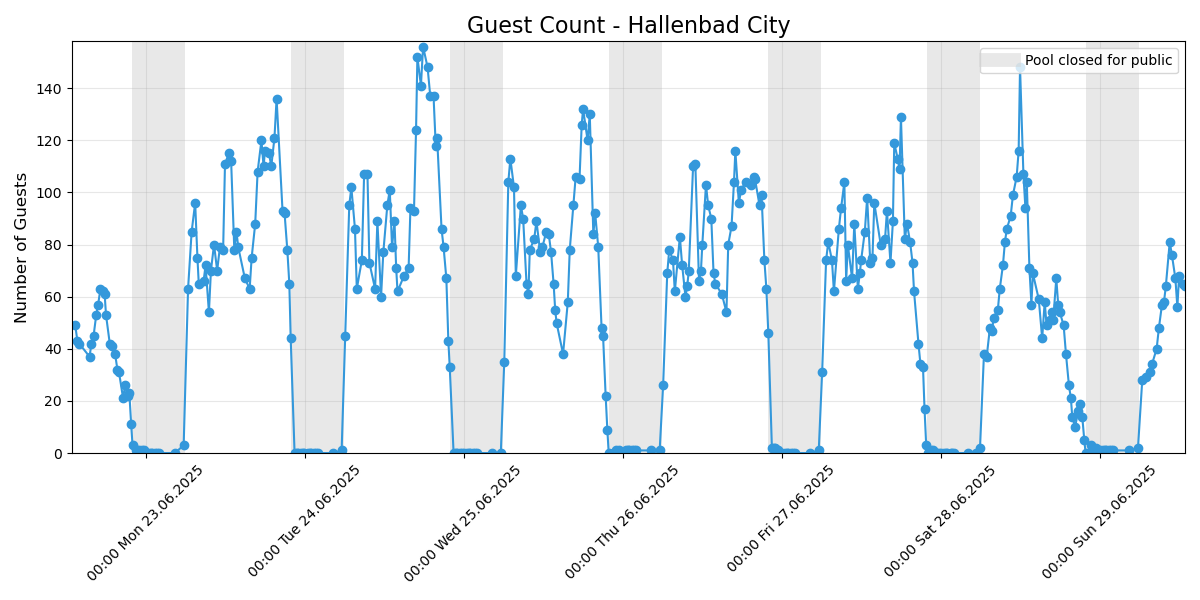 Guest Count - Hallenbad City
Pool closed for public
Number of Guests
140
120
100
80
60
40
20
0
00:00 Mon 23.06.2025
00:00 Tue 24.06.2025
00:00 Wed 25.06.2025
00:00 Thu 26.06.2025
00:00 Fri 27.06.2025
00:00 Sat 28.06.2025
00:00 Sun 29.06.2025